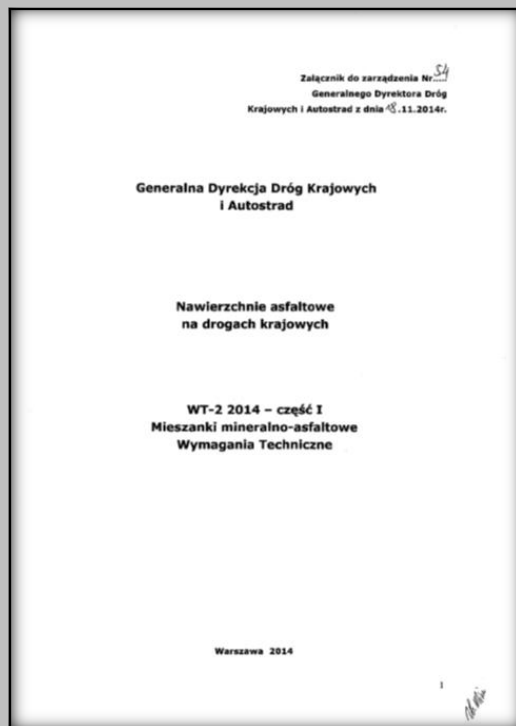 Załącznik do zarządzenia Nr 54
Generalnego Dyrektora Dróg
Krajowych i Autostrad z dnia 18.11.2014r.
Generalna Dyrekcja Dróg Krajowych
i Autostrad
Nawierzchnie asfaltowe
na drogach krajowych
WT-2 2014 – część I
Mieszanki mineralno-asfaltowe
Wymagania Techniczne
Warszawa 2014
1